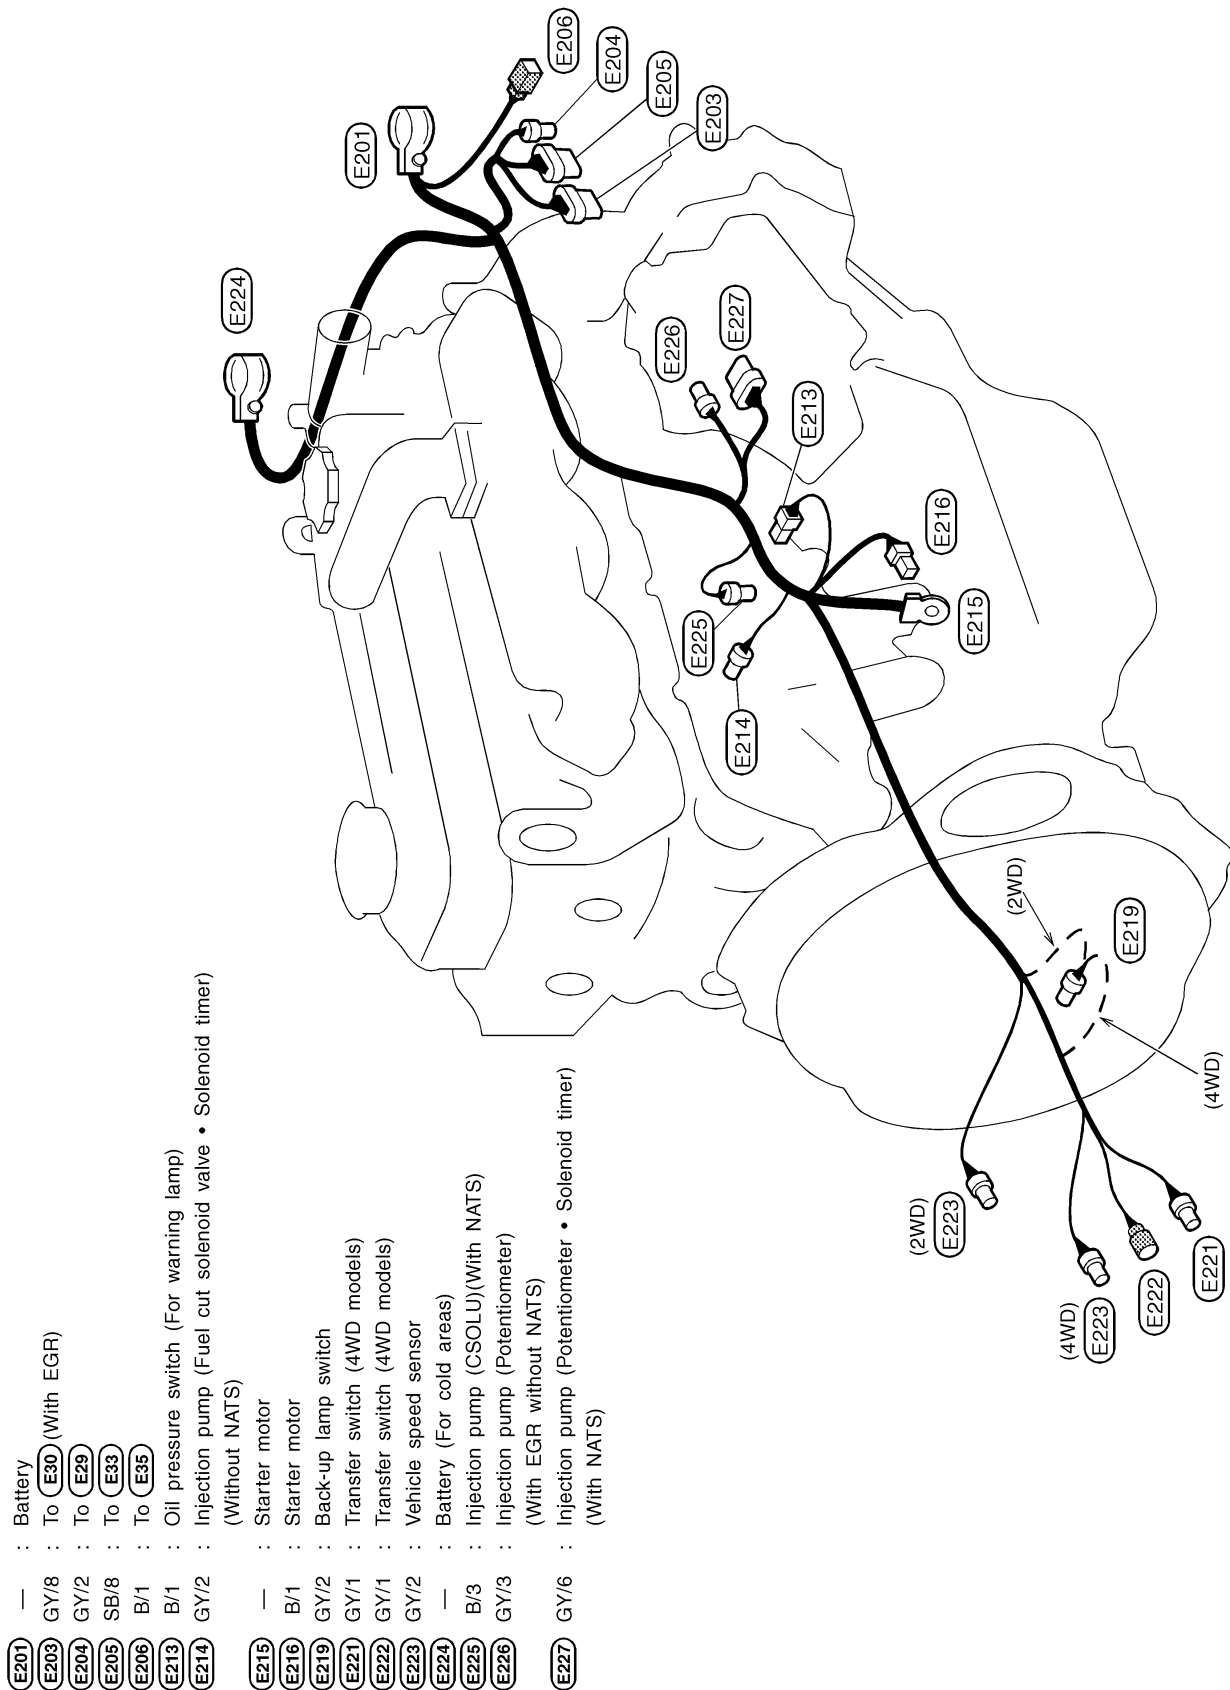 E201 — : Battery
E203 GY/8 : To E30 (With EGR)
E204 GY/2 : To E29
E205 SB/8 : To E33
E206 B/1 : To E35
E213 B/1 : Oil pressure switch (For warning lamp)
E214 GY/2 : Injection pump (Fuel cut solenoid valve • Solenoid timer)
(Without NATS)
E215 — : Starter motor
E216 B/1 : Starter motor
E219 GY/2 : Back-up lamp switch
E221 GY/1 : Transfer switch (4WD models)
E222 GY/1 : Transfer switch (4WD models)
E223 GY/2 : Vehicle speed sensor
E224 — : Battery (For cold areas)
E225 B/3 : Injection pump (CSOLU)(With NATS)
E226 GY/3 : Injection pump (Potentiometer)
(With EGR without NATS)
E227 GY/6 : Injection pump (Potentiometer • Solenoid timer)
(With NATS)
E224
E201
E206
E204
E205
E203
E226
E227
E213
E216
E225
E215
E214
(2WD)
E219
(4WD)
(2WD)
E223
(4WD)
E223
E222
E221